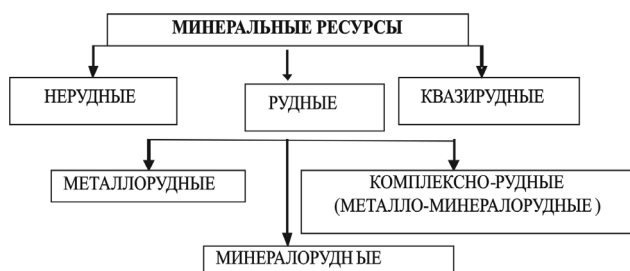 МИНЕРАЛЬНЫЕ РЕСУРСЫ
НЕРУДНЫЕ
РУДНЫЕ
КВАЗИРУДНЫЕ
МЕТАЛЛОРУДНЫЕ
КОМПЛЕКСНО-РУДНЫЕ
(МЕТАЛЛО-МИНЕРАЛОРУДНЫЕ )
МИНЕРАЛОРУДН ЫЕ